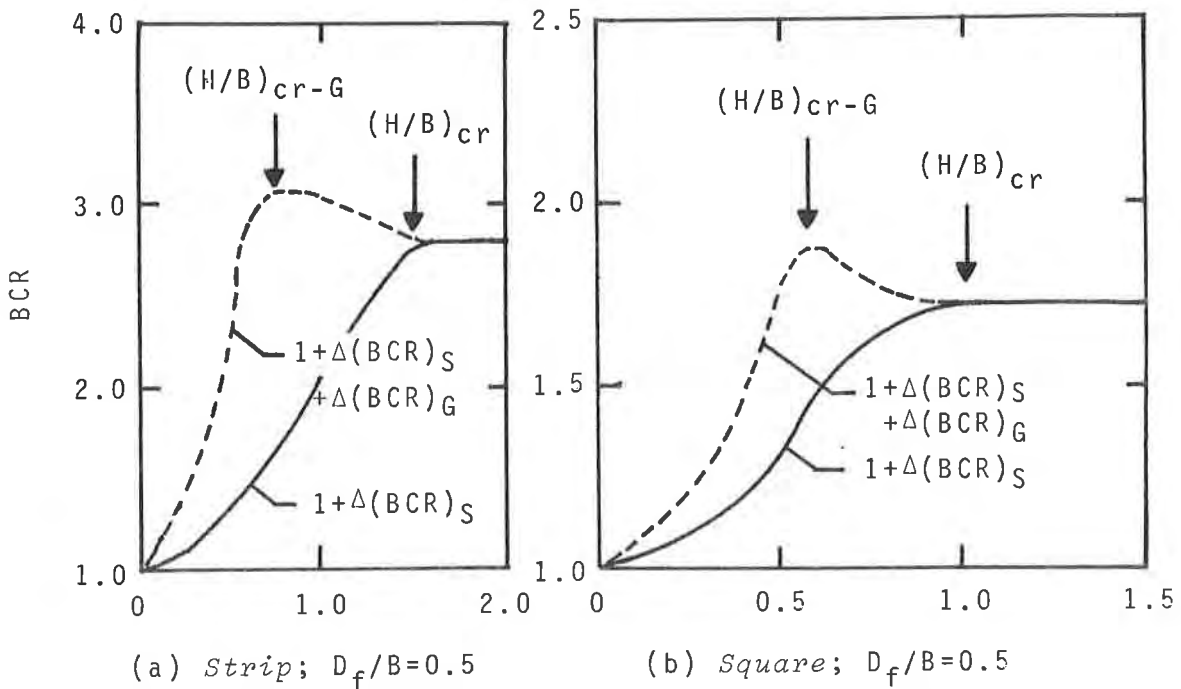 BCR
4.0
3.0
2.0
1.0
0
1.0
2.0
(H/B)cr-G
(H/B)cr
1+Δ(BCR)S
+Δ(BCR)G
1+Δ(BCR)S
(a) Strip; Df/B=0.5
2.5
2.0
1.5
1.0
0
0.5
1.0
1.5
(H/B)cr-G
(H/B)cr
1+Δ(BCR)S
+Δ(BCR)G
1+Δ(BCR)S
(b) Square; Df/B=0.5